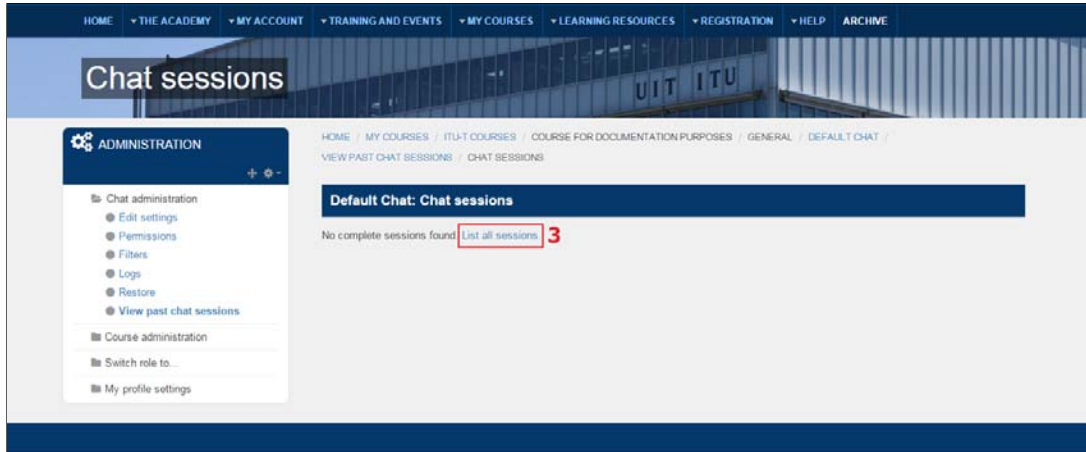 HOME ▾THE ACADEMY ▾MY ACCOUNT ▾TRAINING AND EVENTS ▾MY COURSES ▾LEARNING RESOURCES ▾REGISTRATION ▾HELP ARCHIVE
Chat sessions
UIT ITU
ADMINISTRATION
Chat administration
Edit settings
Permissions
Filters
Logs
Restore
View past chat sessions
Course administration
Switch role to...
My profile settings
HOME / MY COURSES / ITU-T COURSES / COURSE FOR DOCUMENTATION PURPOSES / GENERAL / DEFAULT CHAT /
VIEW PAST CHAT SESSIONS / CHAT SESSIONS
Default Chat: Chat sessions
No complete sessions found List all sessions 3